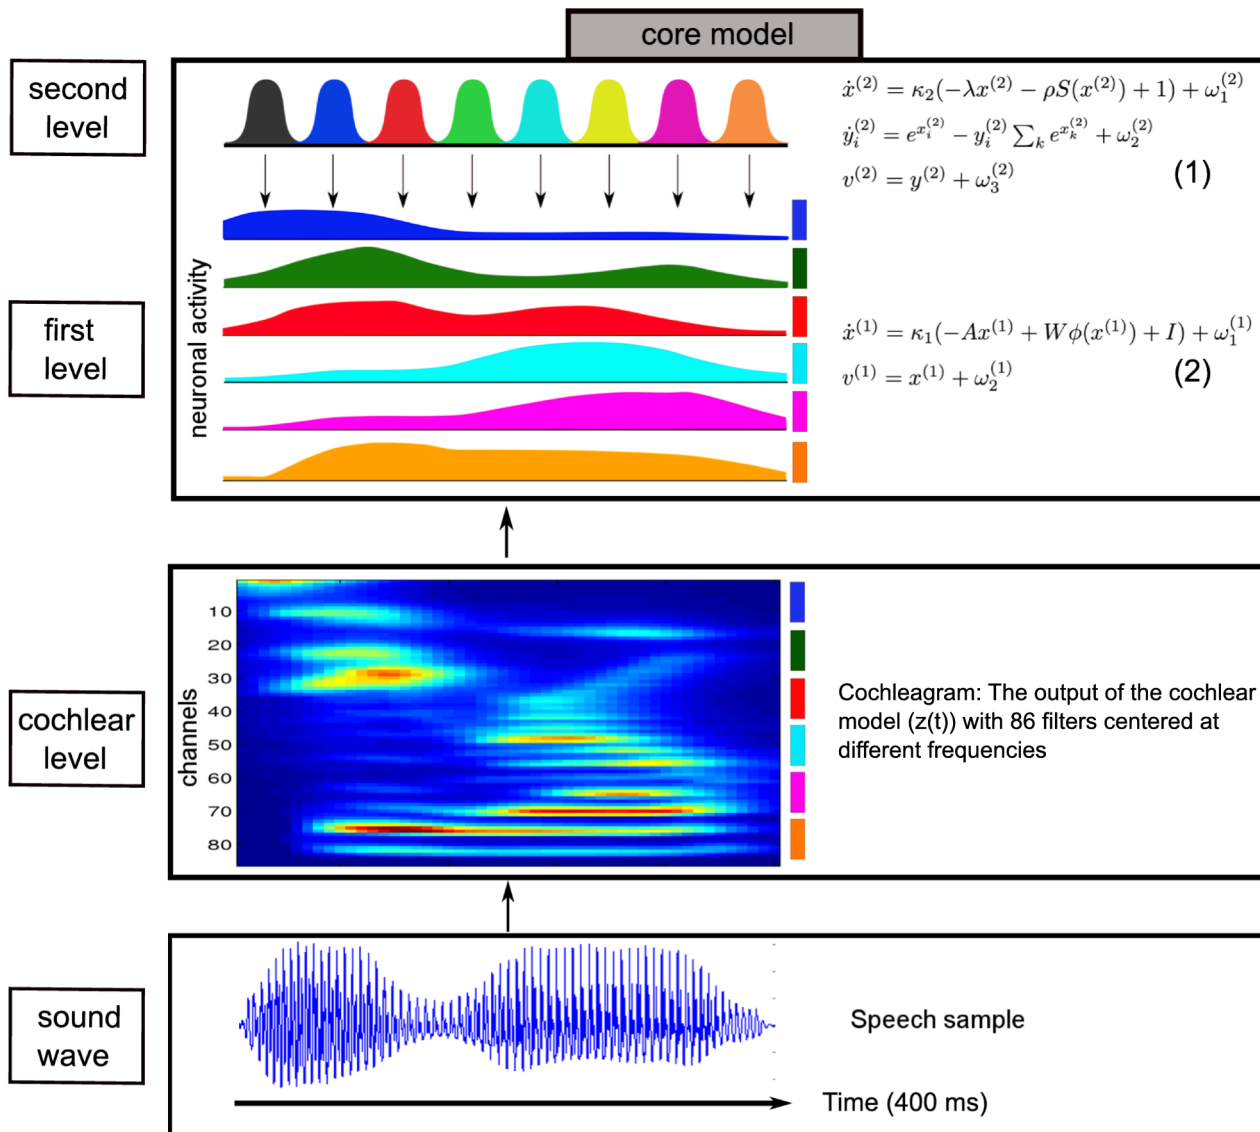 core model
second
level
ẋ⁽²⁾ = κ₂(−λx⁽²⁾ − ρS(x⁽²⁾) + 1) + ω₁⁽²⁾
ẏᵢ⁽²⁾ = e^{xᵢ⁽²⁾} − yᵢ⁽²⁾ ∑ₖ e^{xₖ⁽²⁾} + ω₂⁽²⁾
v⁽²⁾ = y⁽²⁾ + ω₃⁽²⁾
(1)
first
level
neuronal activity
ẋ⁽¹⁾ = κ₁(−Ax⁽¹⁾ + Wϕ(x⁽¹⁾) + I) + ω₁⁽¹⁾
v⁽¹⁾ = x⁽¹⁾ + ω₂⁽¹⁾
(2)
cochlear
level
channels
10
20
30
40
50
60
70
80
Cochleagram: The output of the cochlear
model (z(t)) with 86 filters centered at
different frequencies
sound
wave
Speech sample
Time (400 ms)